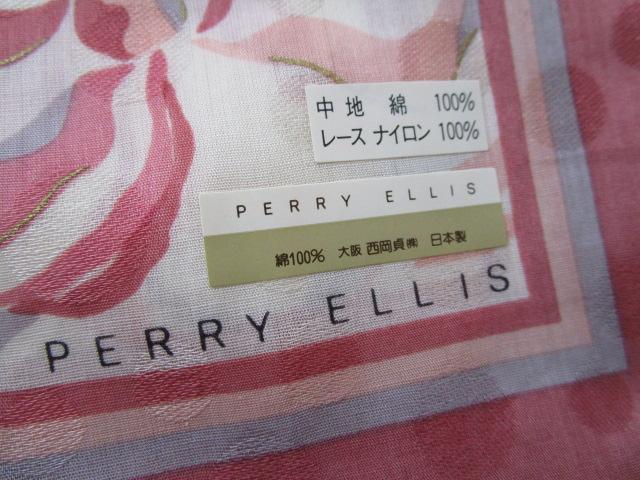 中地 綿 100%
レース ナイロン 100%
PERRY ELLIS
綿100% 大阪 西岡貞㈱ 日本製
PERRY ELLIS